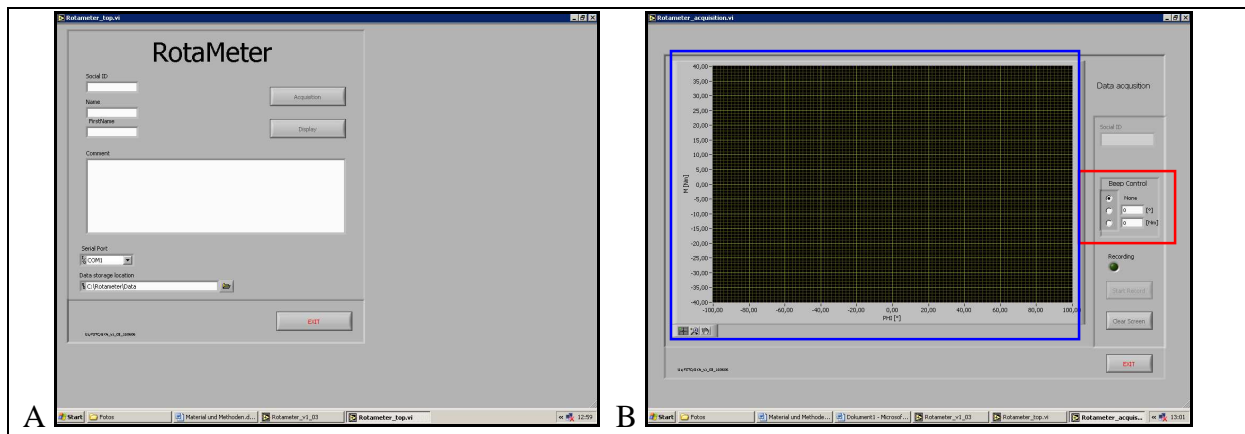 Rotameter_top.vi
RotaMeter
Social ID
Name
FirstName
Acquisition
Display
Comment
Serial Port
COM1
Data storage location
C:\Rotameter\Data
EXIT
A
Start Fotos Material und Methoden.d... Rotameter_v1_03 Rotameter_top.vi « 12:59
Rotameter_acquisition.vi
Data acqusition
40,00
35,00
30,00
25,00
20,00
15,00
10,00
5,00
0,00
-5,00
-10,00
-15,00
-20,00
-25,00
-30,00
-35,00
-40,00
M [Nm]
-100,00 -80,00 -60,00 -40,00 -20,00 0,00 20,00 40,00 60,00 80,00 100,00
PHI [°]
Social ID
Beep Control
None
0 [°]
0 [Nm]
Recording
Start Record
Clear Screen
EXIT
B
Start Fotos Material und Methode... Dokument1 - Microsof... Rotameter_v1_03 Rotameter_top.vi Rotameter_acquis... « 13:01